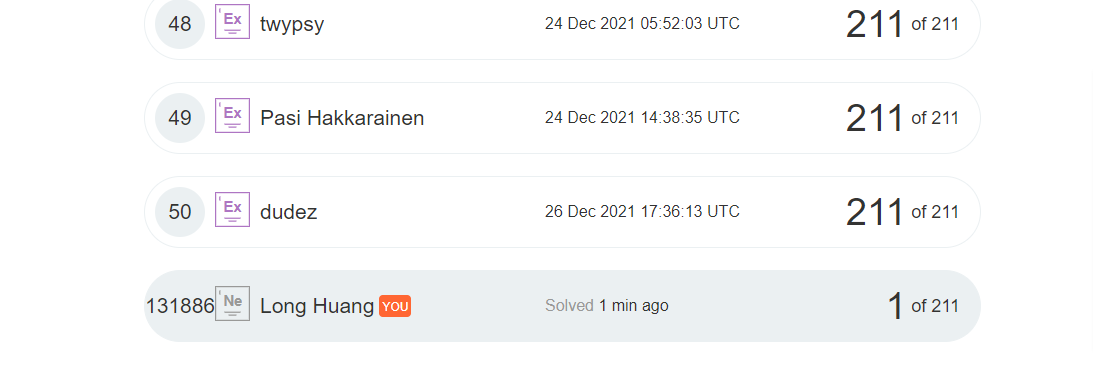 48 Ex twypsy 24 Dec 2021 05:52:03 UTC 211 of 211
49 Ex Pasi Hakkarainen 24 Dec 2021 14:38:35 UTC 211 of 211
50 Ex dudez 26 Dec 2021 17:36:13 UTC 211 of 211
131886 Ne Long Huang YOU Solved 1 min ago 1 of 211